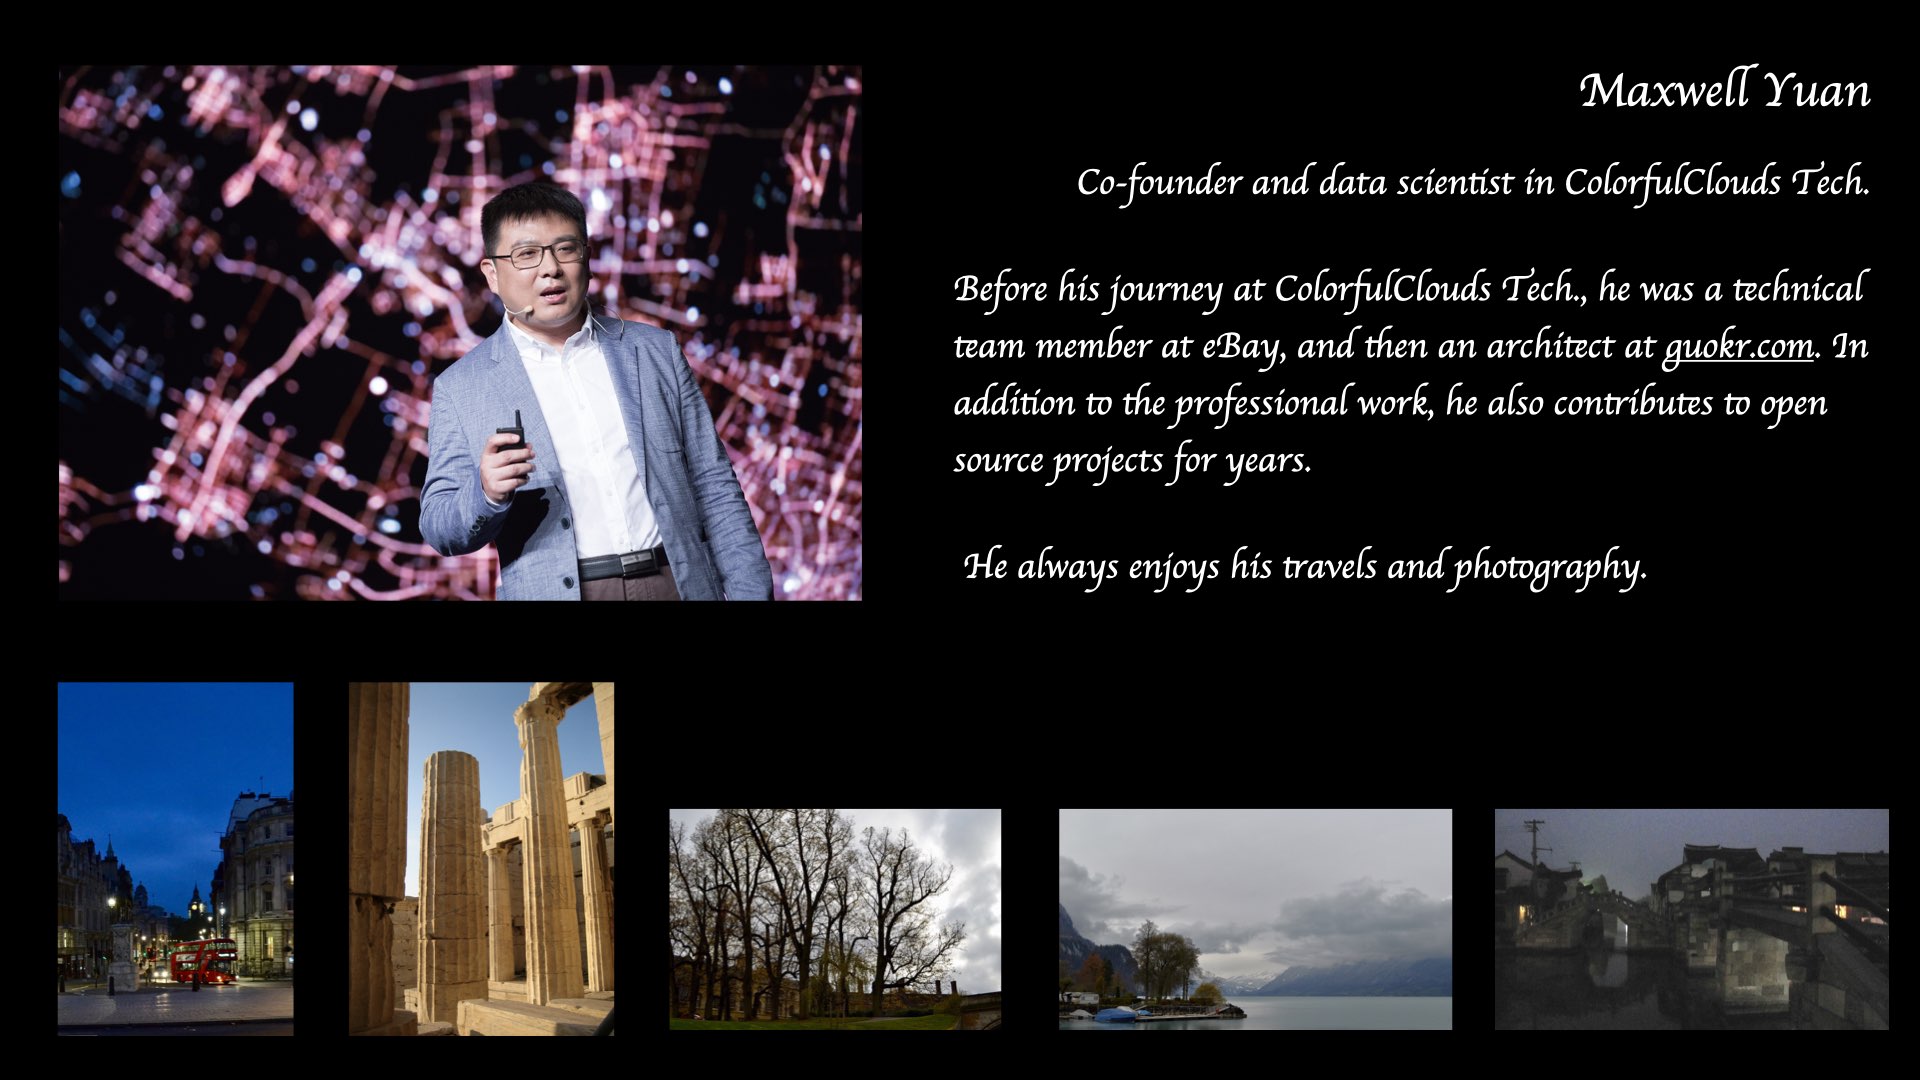 Maxwell Yuan
Co-founder and data scientist in ColorfulClouds Tech.
Before his journey at ColorfulClouds Tech., he was a technical
team member at eBay, and then an architect at guokr.com. In
addition to the professional work, he also contributes to open
source projects for years.
He always enjoys his travels and photography.